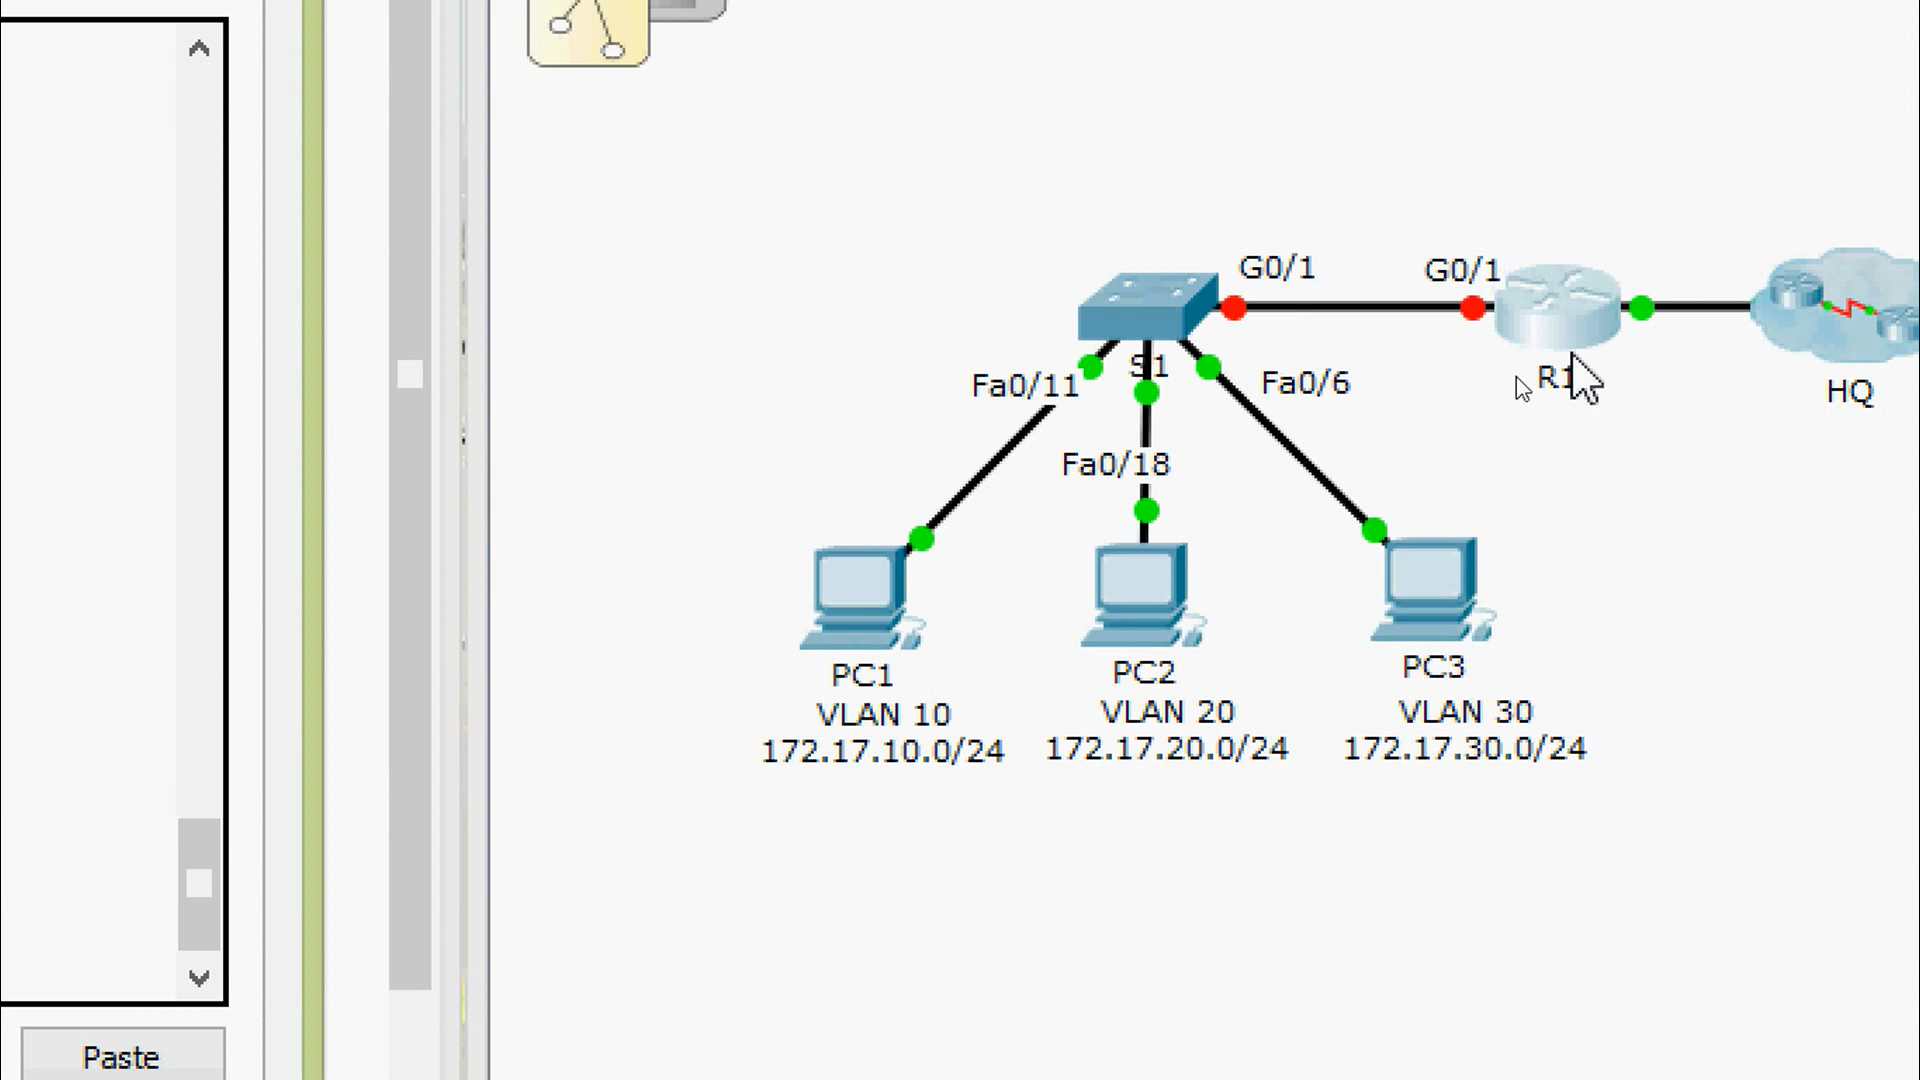 G0/1
G0/1
S1
R1
Fa0/11
Fa0/6
HQ
Fa0/18
PC1
PC2
PC3
VLAN 10
VLAN 20
VLAN 30
172.17.10.0/24
172.17.20.0/24
172.17.30.0/24
Paste